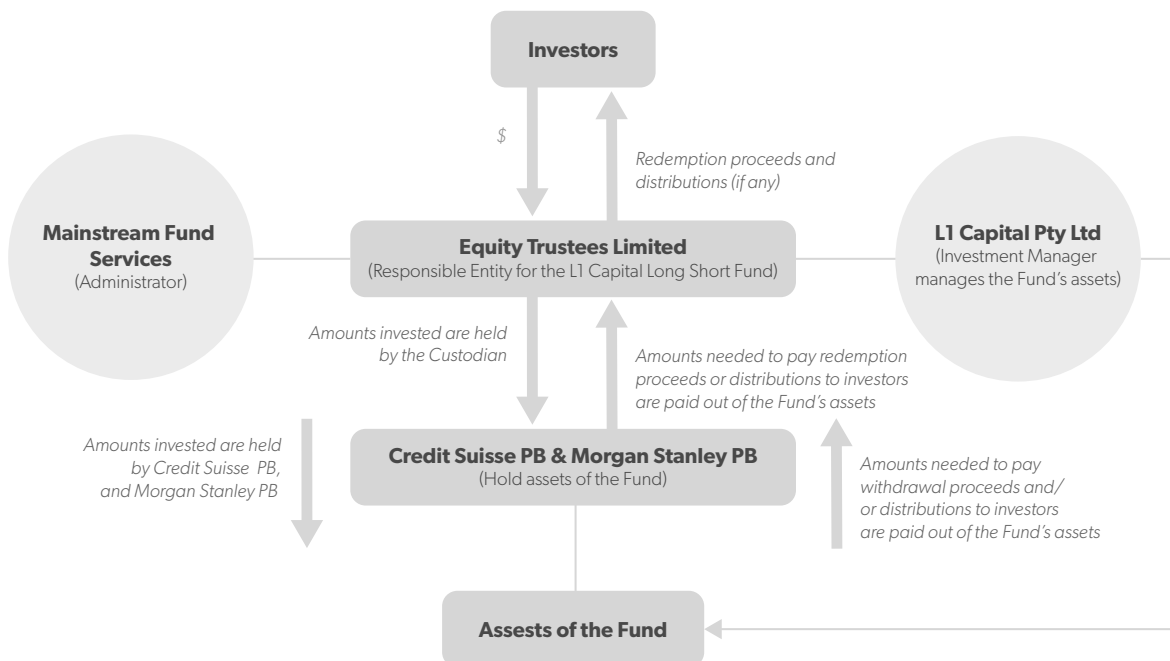 Investors
$
Redemption proceeds and
distributions (if any)
Mainstream Fund
Services
(Administrator)
Equity Trustees Limited
(Responsible Entity for the L1 Capital Long Short Fund)
L1 Capital Pty Ltd
(Investment Manager
manages the Fund's assets)
Amounts invested are held
by the Custodian
Amounts needed to pay redemption
proceeds or distributions to investors
are paid out of the Fund's assets
Amounts invested are held
by Credit Suisse PB,
and Morgan Stanley PB
Credit Suisse PB & Morgan Stanley PB
(Hold assets of the Fund)
Amounts needed to pay
withdrawal proceeds and/
or distributions to investors
are paid out of the Fund's assets
Assests of the Fund